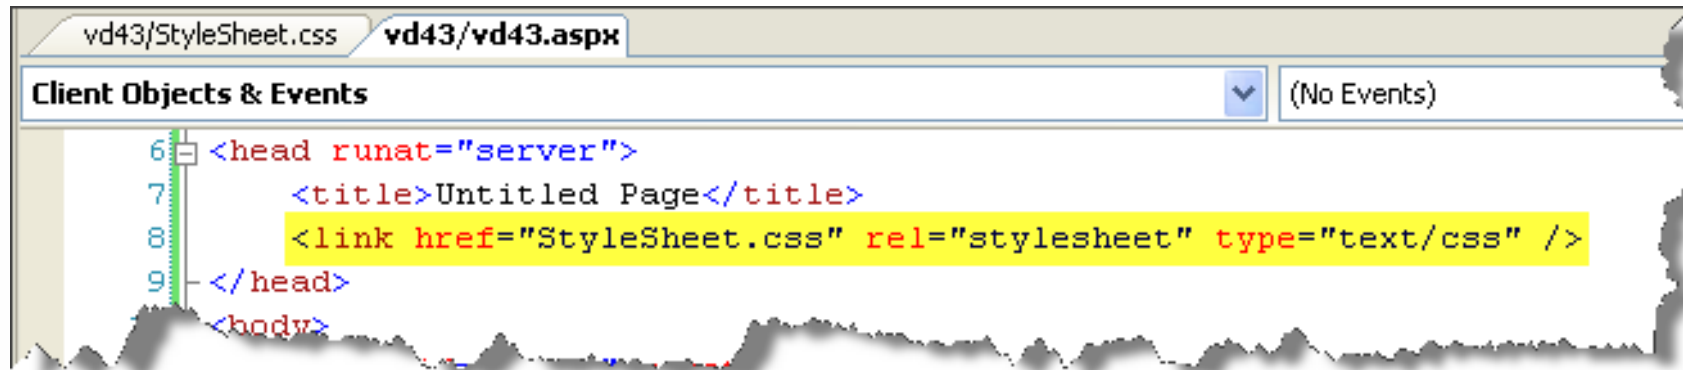 vd43/StyleSheet.css vd43/vd43.aspx
Client Objects & Events (No Events)
6 <head runat="server">
7 <title>Untitled Page</title>
8 <link href="StyleSheet.css" rel="stylesheet" type="text/css" />
9 </head>
<body>